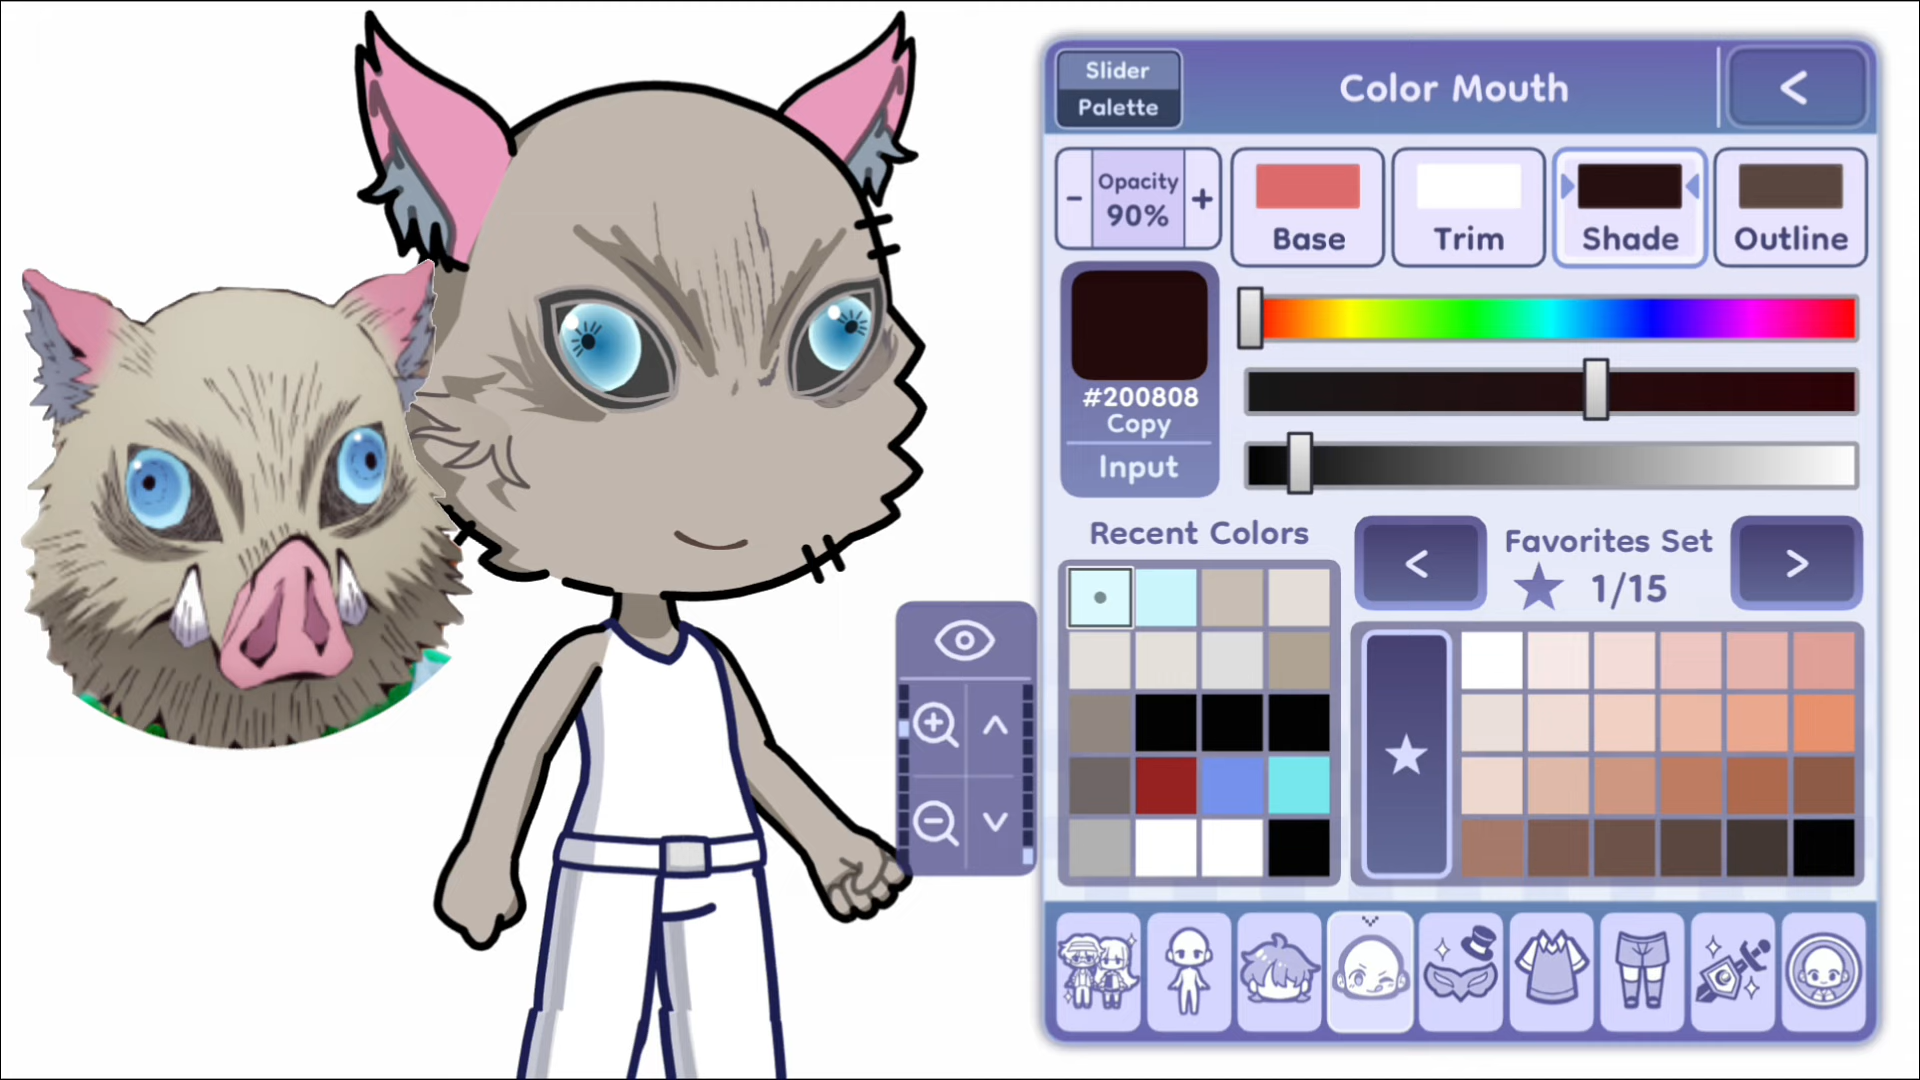 Slider
Palette
Color Mouth
<
- Opacity +
90%
Base
Trim
Shade
Outline
#200808
Copy
Input
Recent Colors
<
Favorites Set
1/15
>